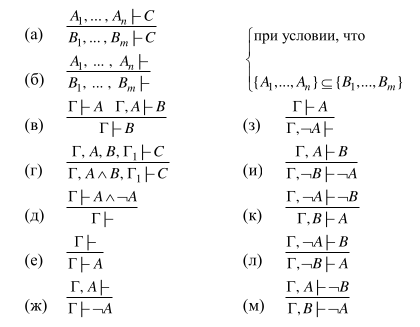 (а) A₁, ... , Aₙ ├ C
B₁, ... , Bₘ ├ C
при условии, что
{A₁,..., Aₙ} ⊆ {B₁,..., Bₘ}
(б) A₁, ... , Aₙ ├
B₁, ... , Bₘ ├
(в) Γ ├ A Γ, A ├ B
Γ ├ B
(г) Γ, A, B, Γ₁ ├ C
Γ, A ∧ B, Γ₁ ├ C
(д) Γ ├ A ∧ ¬A
Γ ├
(е) Γ ├
Γ ├ A
(ж) Γ, A ├
Γ ├ ¬A
(з) Γ ├ A
Γ, ¬A ├
(и) Γ, A ├ B
Γ, ¬B ├ ¬A
(к) Γ, ¬A ├ ¬B
Γ, B ├ A
(л) Γ, ¬A ├ B
Γ, ¬B ├ A
(м) Γ, A ├ ¬B
Γ, B ├ ¬A